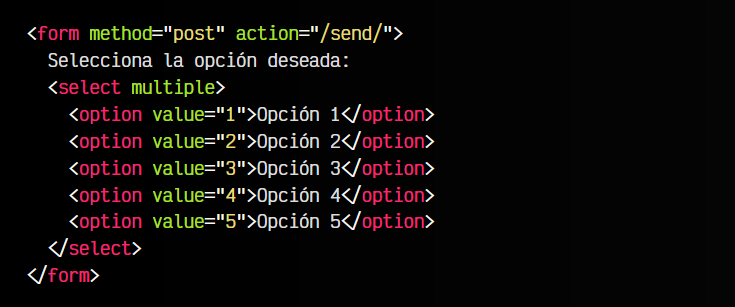 <form method="post" action="/send/">
Selecciona la opción deseada:
<select multiple>
<option value="1">Opción 1</option>
<option value="2">Opción 2</option>
<option value="3">Opción 3</option>
<option value="4">Opción 4</option>
<option value="5">Opción 5</option>
</select>
</form>